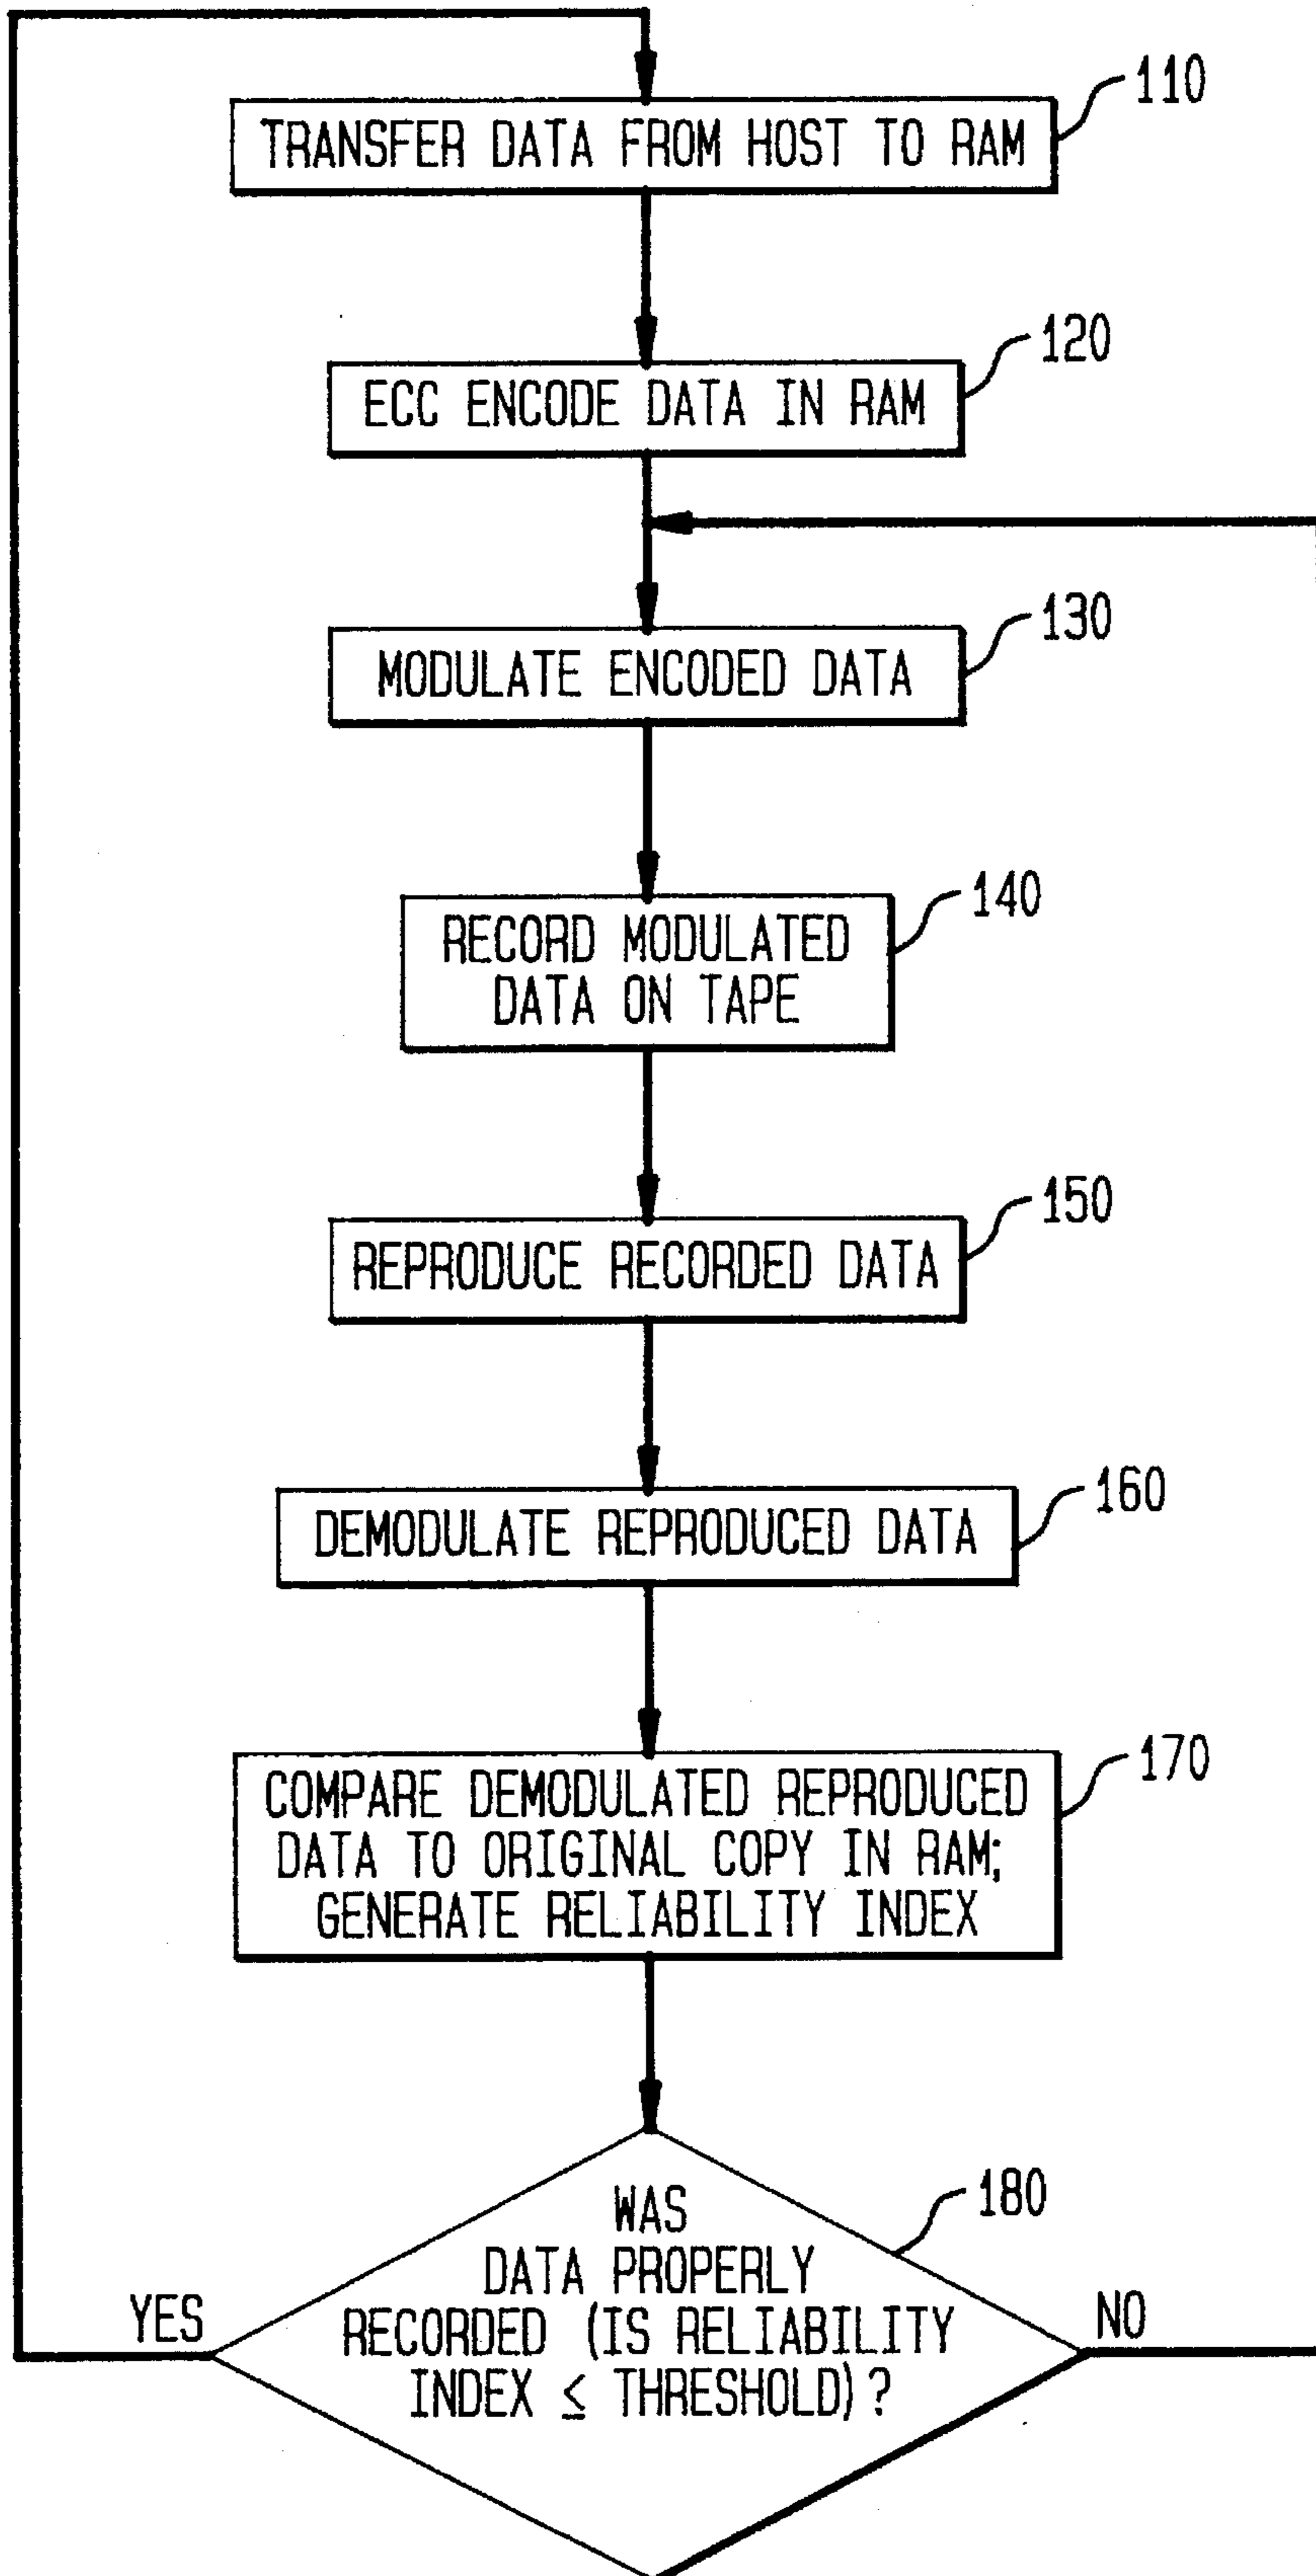 110
TRANSFER DATA FROM HOST TO RAM
120
ECC ENCODE DATA IN RAM
130
MODULATE ENCODED DATA
140
RECORD MODULATED
DATA ON TAPE
150
REPRODUCE RECORDED DATA
160
DEMODULATE REPRODUCED DATA
170
COMPARE DEMODULATED REPRODUCED
DATA TO ORIGINAL COPY IN RAM;
GENERATE RELIABILITY INDEX
180
WAS
DATA PROPERLY
RECORDED (IS RELIABILITY
INDEX ≤ THRESHOLD)?
YES
NO